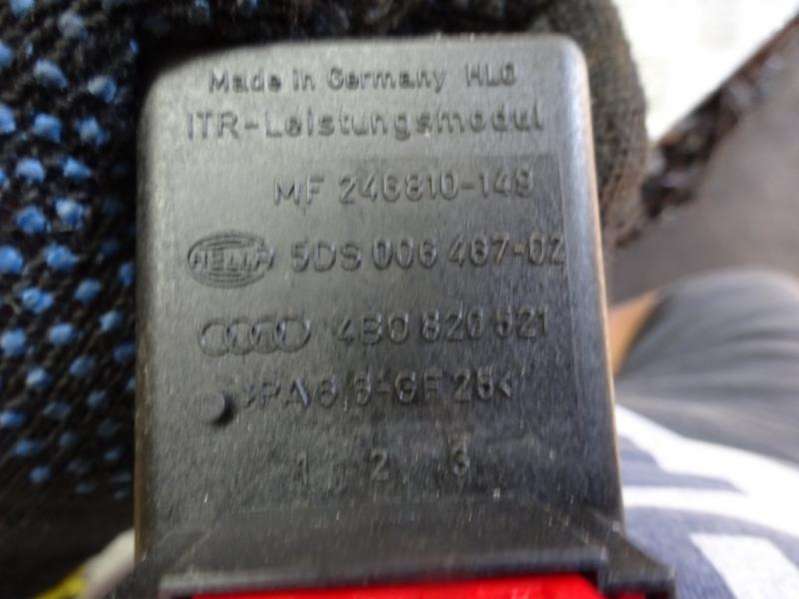 Made in Germany HLG
ITR-Leistungsmodul
MF 246810-149
HELLA 5DS 006 467-02
4B0 820 521
>PA6/6-GF25<
1 2 3